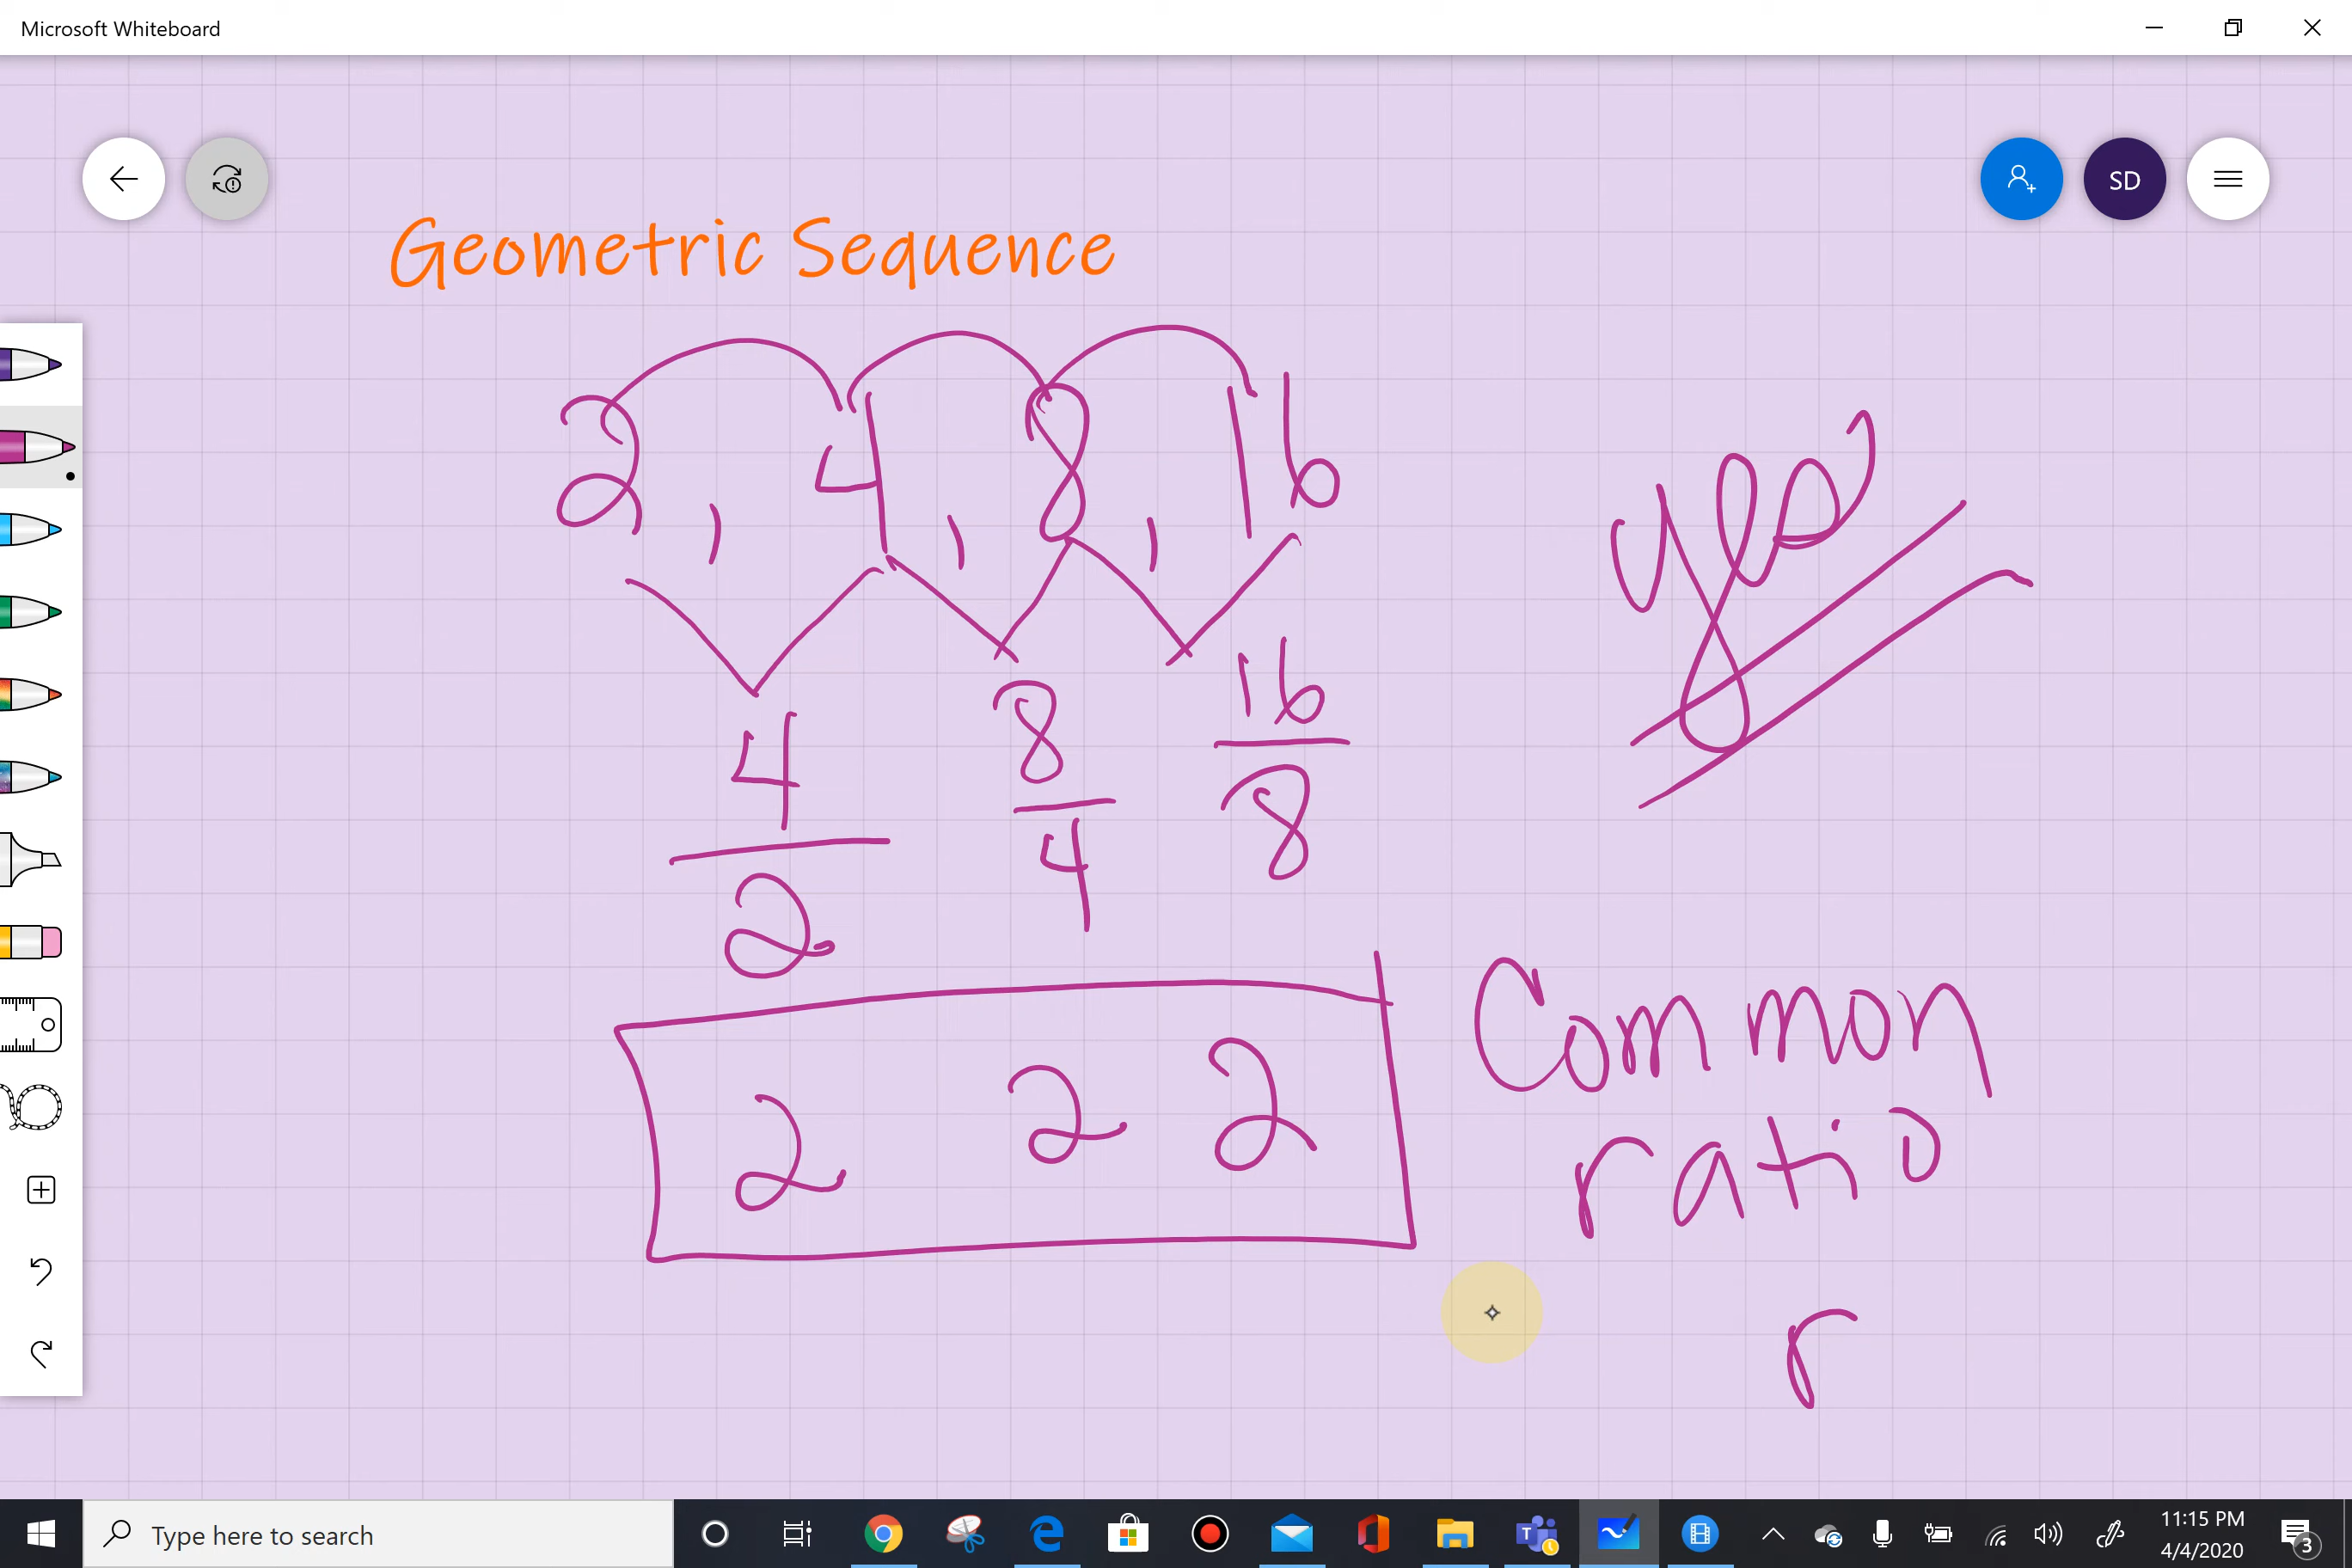 Microsoft Whiteboard
SD
Geometric Sequence
2, 4, 8, 16
yes
4/2 8/4 16/8
2 2 2
Common
ratio
r
Type here to search
11:15 PM
4/4/2020
3